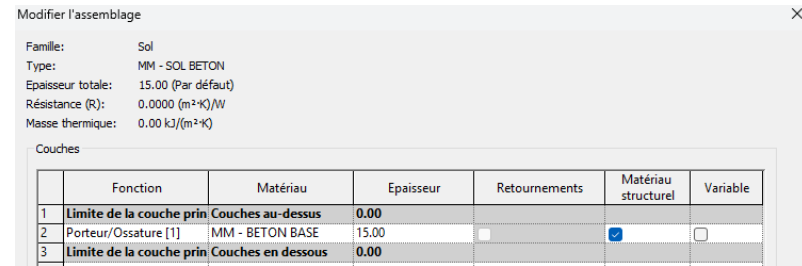 Modifier l'assemblage
Famille: Sol
Type: MM - SOL BETON
Epaisseur totale: 15.00 (Par défaut)
Résistance (R): 0.0000 (m²·K)/W
Masse thermique: 0.00 kJ/(m²·K)
Couches
Fonction Matériau Epaisseur Retournements Matériau structurel Variable
1 Limite de la couche prin Couches au-dessus 0.00
2 Porteur/Ossature [1] MM - BETON BASE 15.00
3 Limite de la couche prin Couches en dessous 0.00